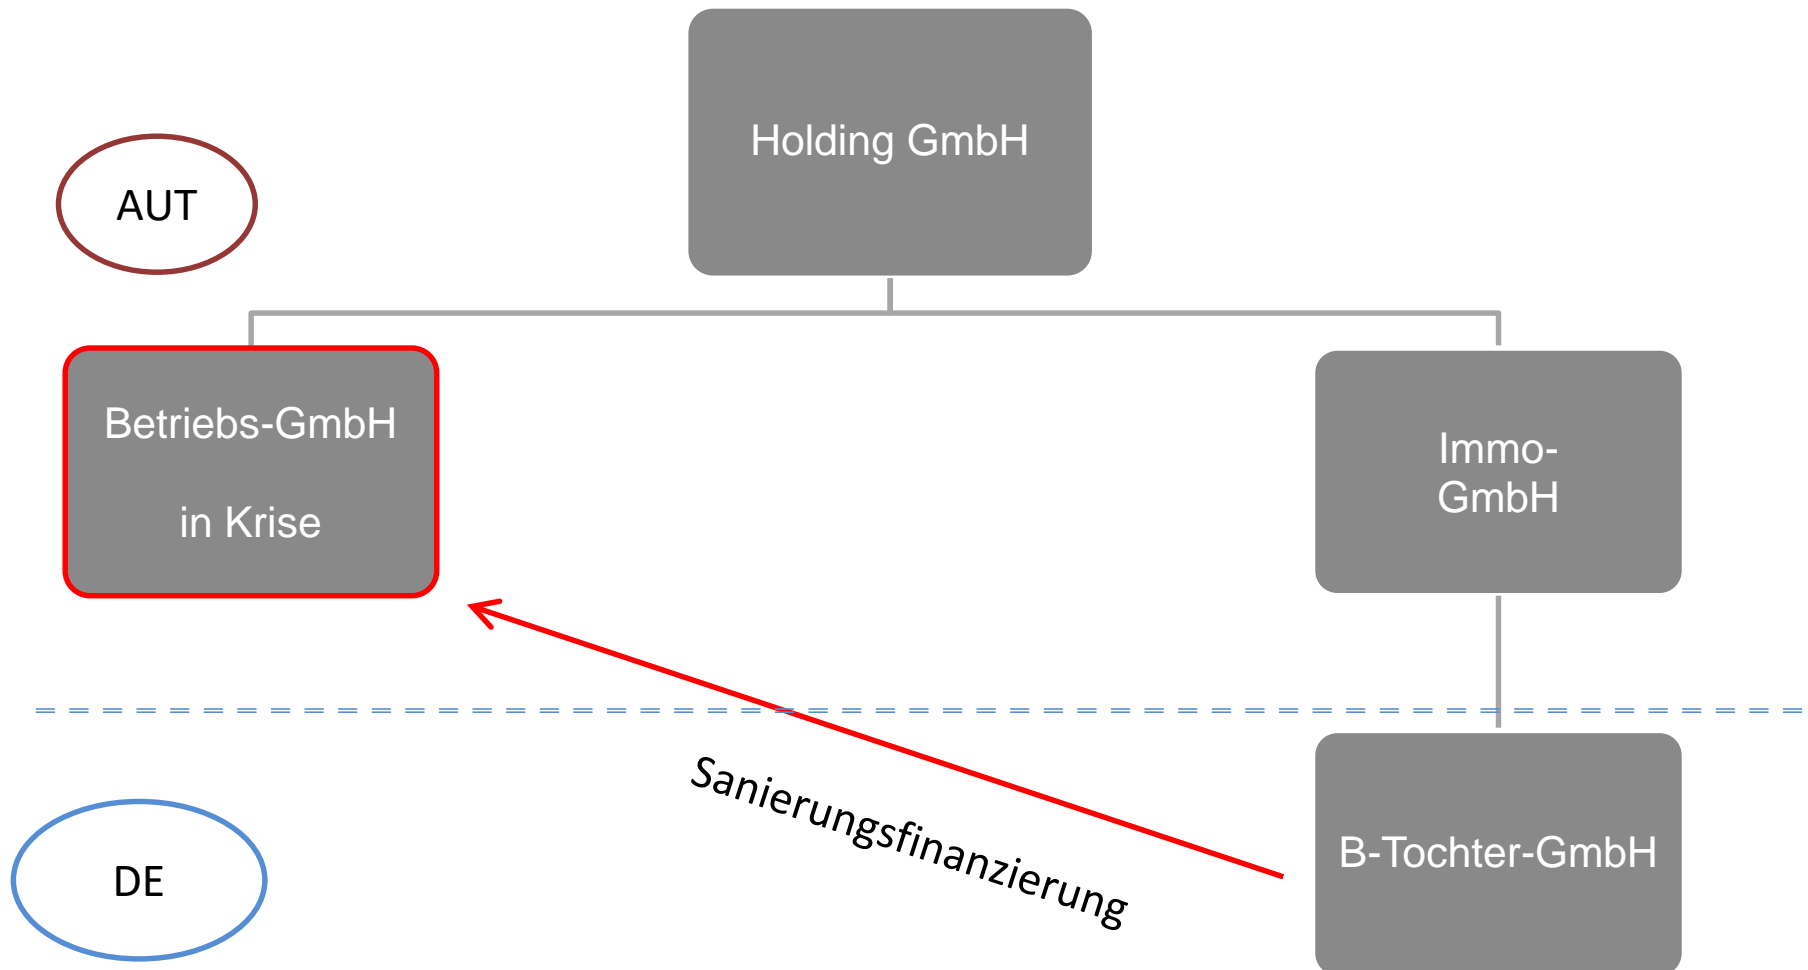 Holding GmbH
AUT
Betriebs-GmbH
in Krise
Immo-
GmbH
Sanierungsfinanzierung
B-Tochter-GmbH
DE